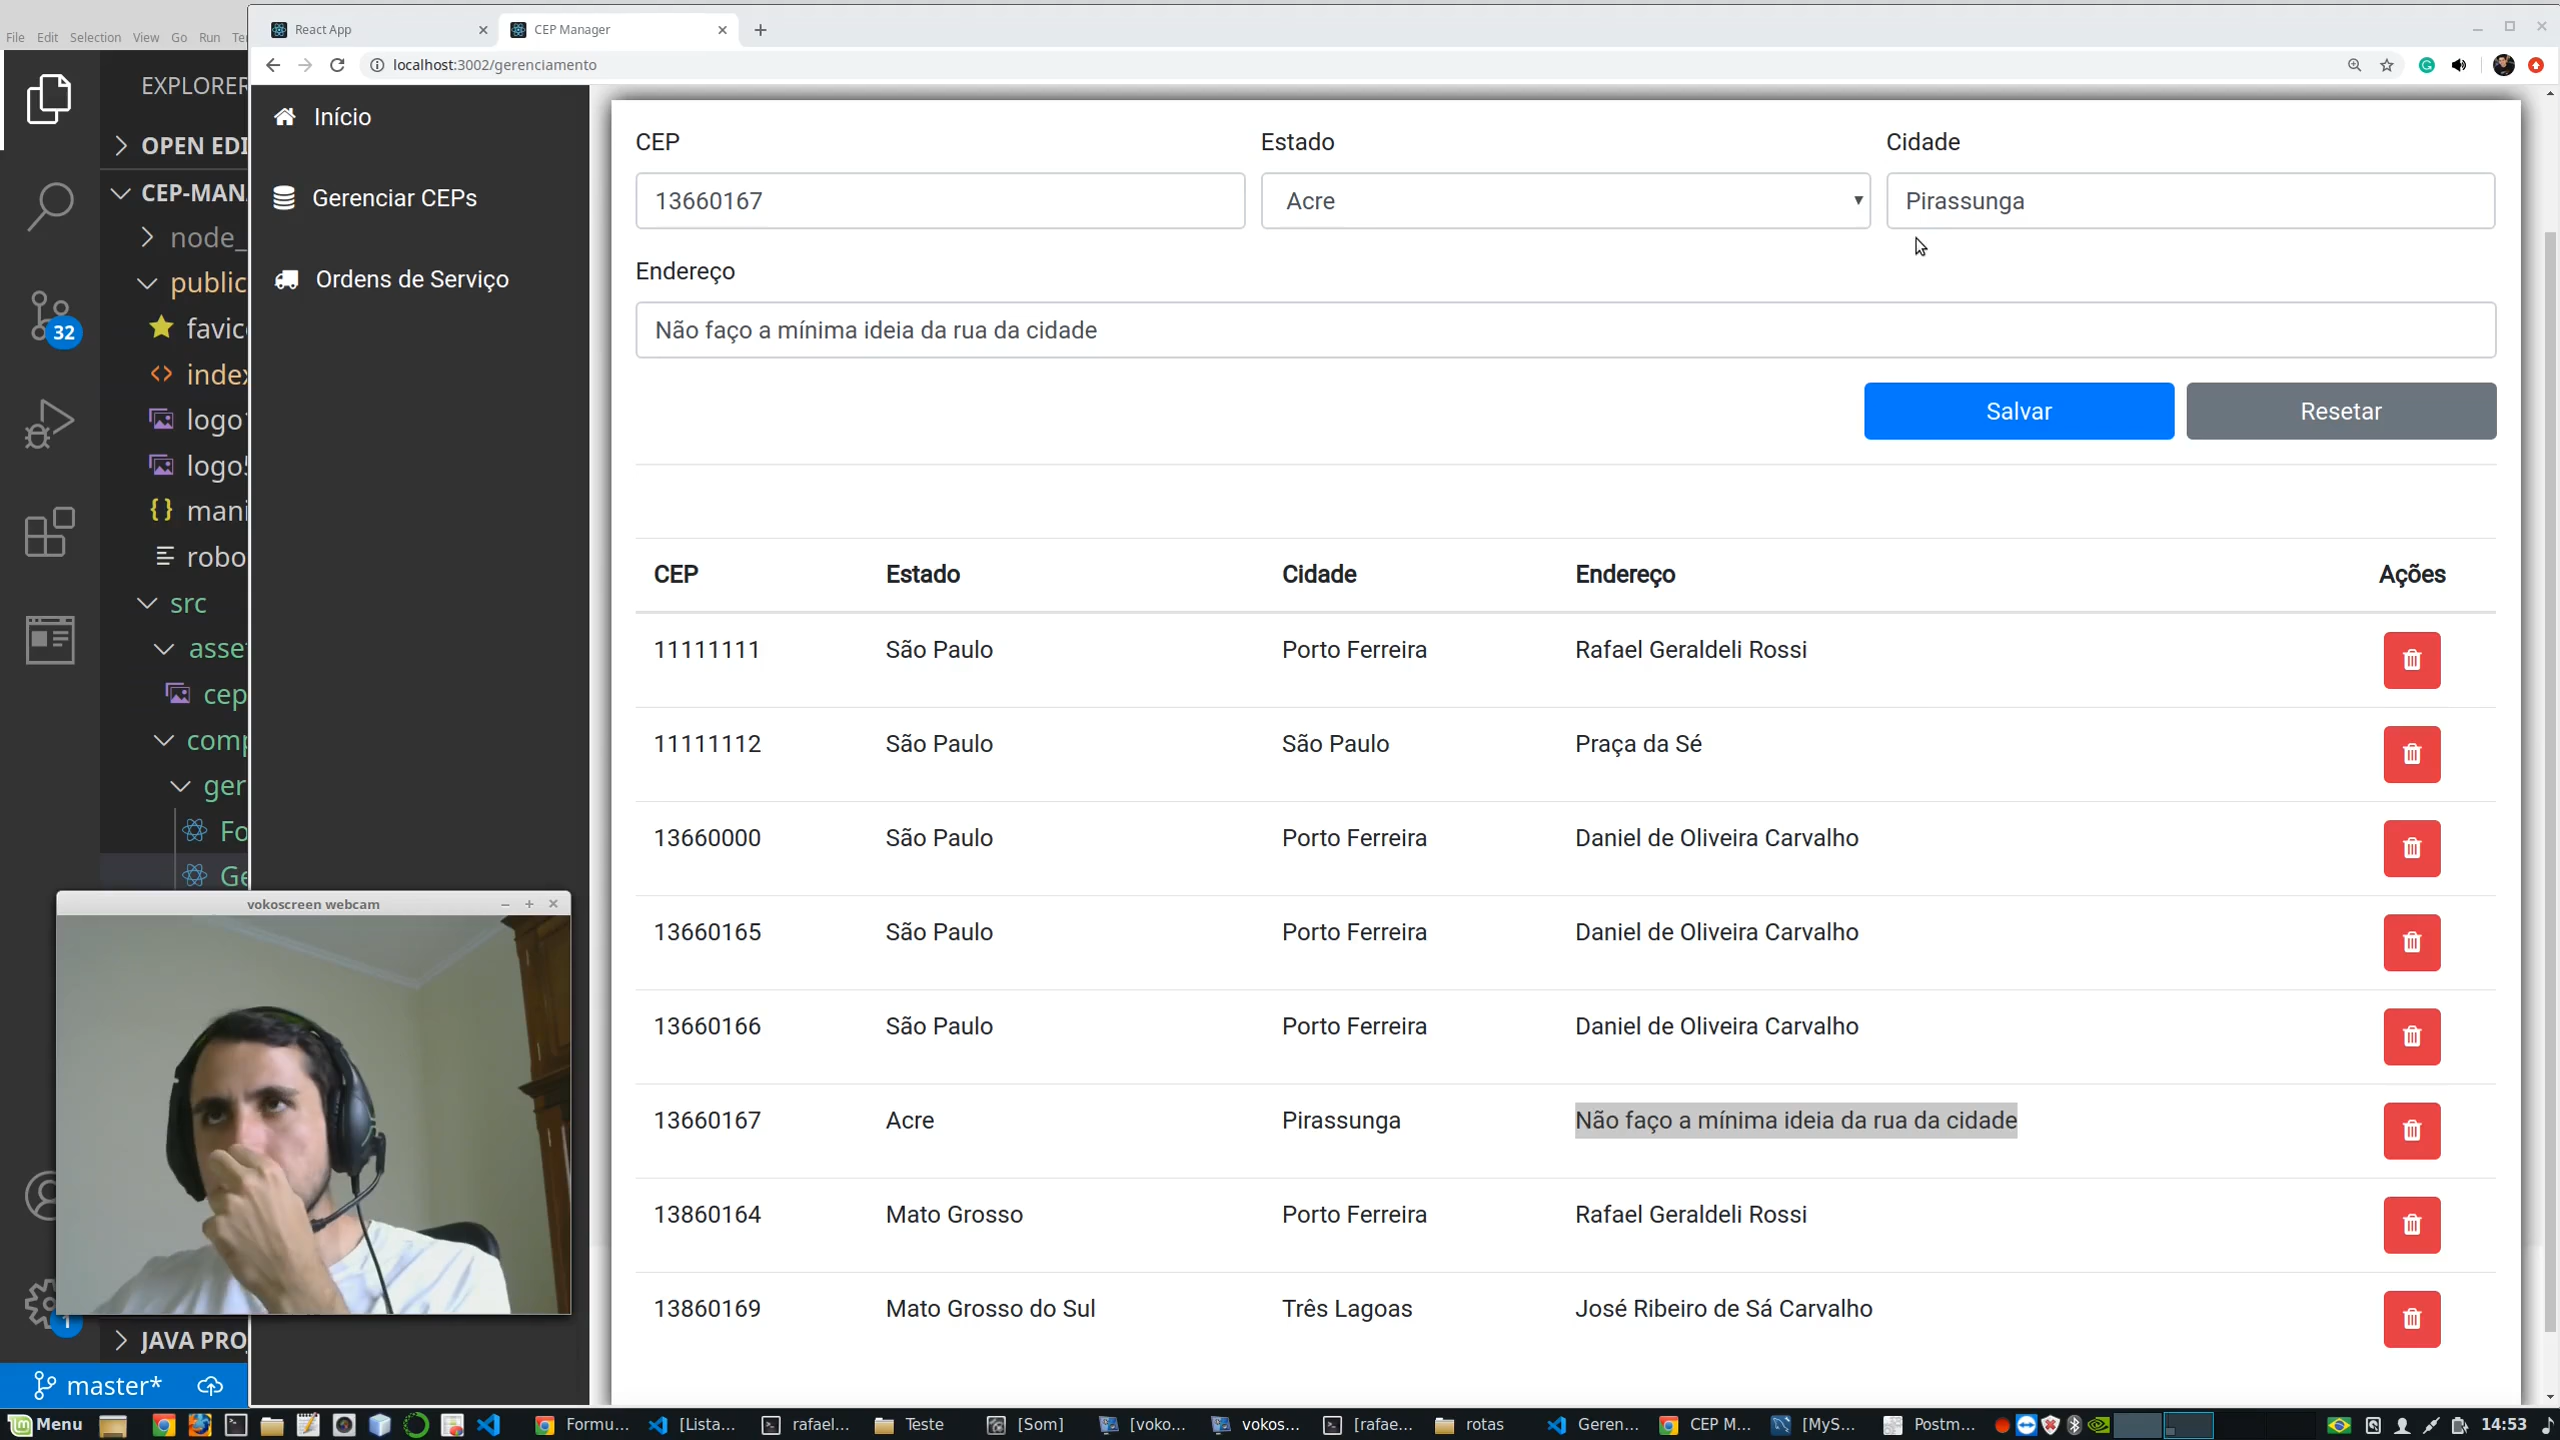 React App
CEP Manager
File Edit Selection View Go Run
localhost:3002/gerenciamento
EXPLORER
Início
CEP
Estado
Cidade
OPEN EDI
CEP-MAN
Gerenciar CEPs
13660167
Acre
Pirassunga
node_
public
Ordens de Serviço
Endereço
32
favic
Não faço a mínima ideia da rua da cidade
index
logo
Salvar
Resetar
logo
mani
robo
CEP Estado Cidade Endereço Ações
src
asse
11111111 São Paulo Porto Ferreira Rafael Geraldeli Rossi
cep
comp
11111112 São Paulo São Paulo Praça da Sé
ger
Fo
13660000 São Paulo Porto Ferreira Daniel de Oliveira Carvalho
Ge
vokoscreen webcam
13660165 São Paulo Porto Ferreira Daniel de Oliveira Carvalho
13660166 São Paulo Porto Ferreira Daniel de Oliveira Carvalho
13660167 Acre Pirassunga Não faço a mínima ideia da rua da cidade
13860164 Mato Grosso Porto Ferreira Rafael Geraldeli Rossi
13860169 Mato Grosso do Sul Três Lagoas José Ribeiro de Sá Carvalho
1
JAVA PRO
master*
Menu Formu... [Lista... rafael... Teste [Som] [voko... vokos... [rafae... rotas Geren... CEP M... [MyS... Postm... 14:53